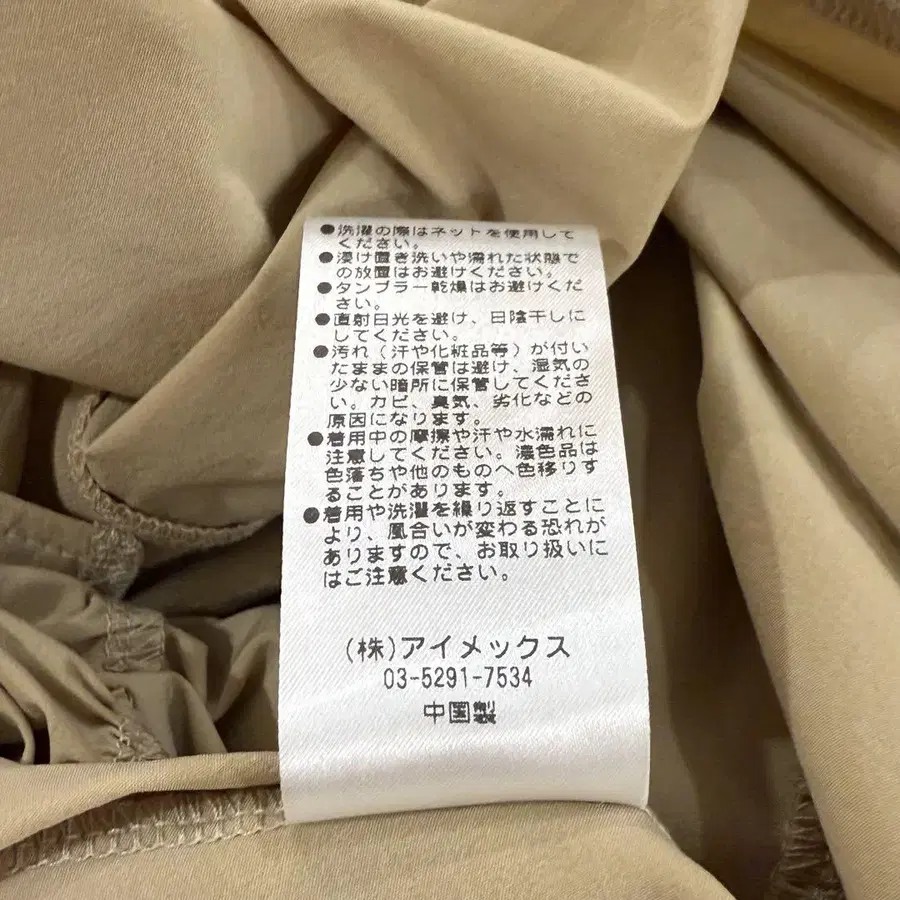 ●洗濯の際はネットを使用して
ください。
●浸け置き洗いや濡れた状態で
の放置はお避けください。
●タンブラー乾燥はお避けくだ
さい。
●直射日光を避け、日陰干しに
してください。
●汚れ（汗や化粧品等）が付い
たままの保管は避け、湿気の
少ない暗所に保管してくださ
い。カビ、臭気、劣化などの
原因になります。
●着用中の摩擦や汗や水濡れに
注意してください。濃色品は
色落ちや他のものへ色移りす
ることがあります。
●着用や洗濯を繰り返すことに
より、風合いが変わる恐れが
ありますので、お取り扱いに
はご注意ください。
(株)アイメックス
03-5291-7534
中国製